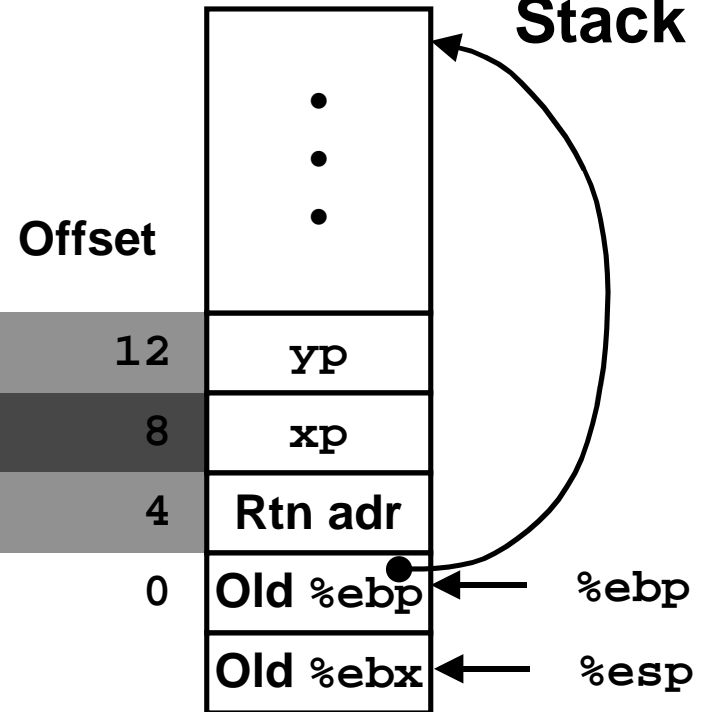 Stack
Offset
12 yp
8 xp
4 Rtn adr
0 Old %ebp %ebp
Old %ebx %esp